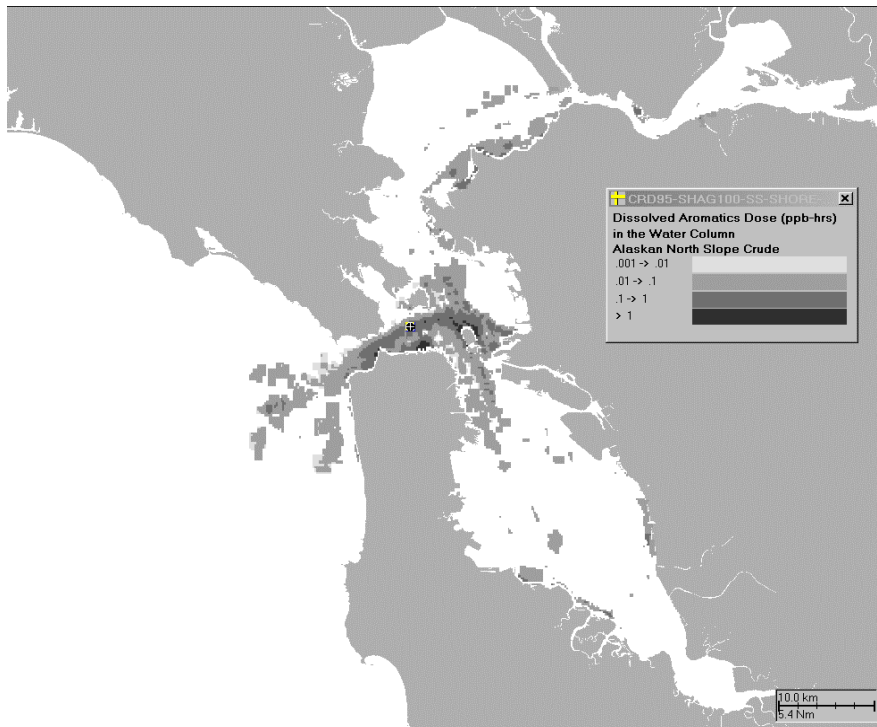 CRD95-SHAG100-SS-SHORE-
Dissolved Aromatics Dose (ppb-hrs)
in the Water Column
Alaskan North Slope Crude
.001 -> .01
.01 -> .1
.1 -> 1
> 1
10.0 km
5.4 Nm